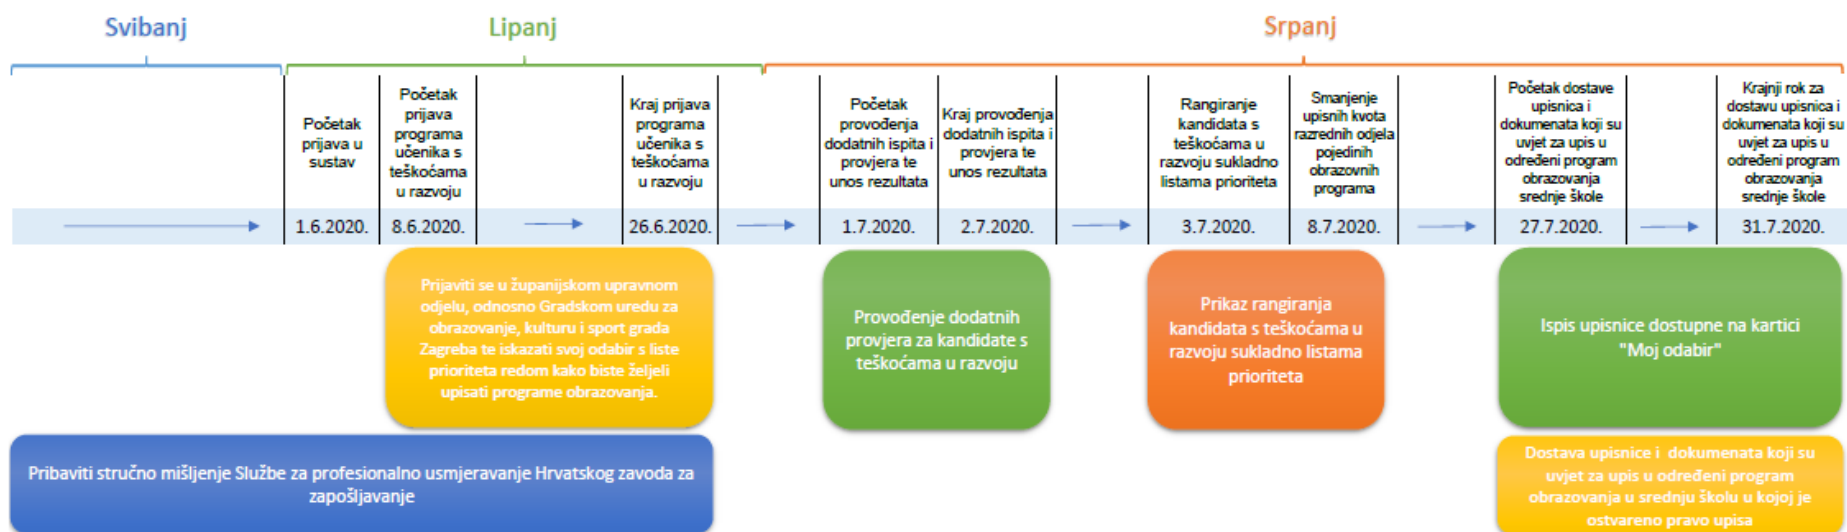 Svibanj
Lipanj
Srpanj
Početak
prijava u
sustav
Početak
prijava
programa
učenika s
teškoćama
u razvoju
Kraj prijava
programa
učenika s
teškoćama
u razvoju
Početak
provođenja
dodatnih ispita i
provjera te
unos rezultata
Kraj provođenja
dodatnih ispita i
provjera te
unos rezultata
Rangiranje
kandidata s
teškoćama u
razvoju sukladno
listama prioriteta
Smanjenje
upisnih kvota
razrednih odjela
pojedinih
obrazovnih
programa
Početak dostave
upisnica i
dokumenata koji su
uvjet za upis u
određeni program
obrazovanja
srednje škole
Krajnji rok za
dostavu upisnica i
dokumenata koji su
uvjet za upis u
određeni program
obrazovanja
srednje škole
1.6.2020.
8.6.2020.
26.6.2020.
1.7.2020.
2.7.2020.
3.7.2020.
8.7.2020.
27.7.2020.
31.7.2020.
Prijaviti se u županijskom upravnom
odjelu, odnosno Gradskom uredu za
obrazovanje, kulturu i sport grada
Zagreba te iskazati svoj odabir s liste
prioriteta redom kako biste željeli
upisati programe obrazovanja.
Provođenje dodatnih
provjera za kandidate s
teškoćama u razvoju
Prikaz rangiranja
kandidata s teškoćama u
razvoju sukladno listama
prioriteta
Ispis upisnice dostupne na kartici
"Moj odabir"
Pribaviti stručno mišljenje Službe za profesionalno usmjeravanje Hrvatskog zavoda za
zapošljavanje
Dostava upisnice i dokumenata koji su
uvjet za upis u određeni program
obrazovanja u srednju školu u kojoj je
ostvareno pravo upisa